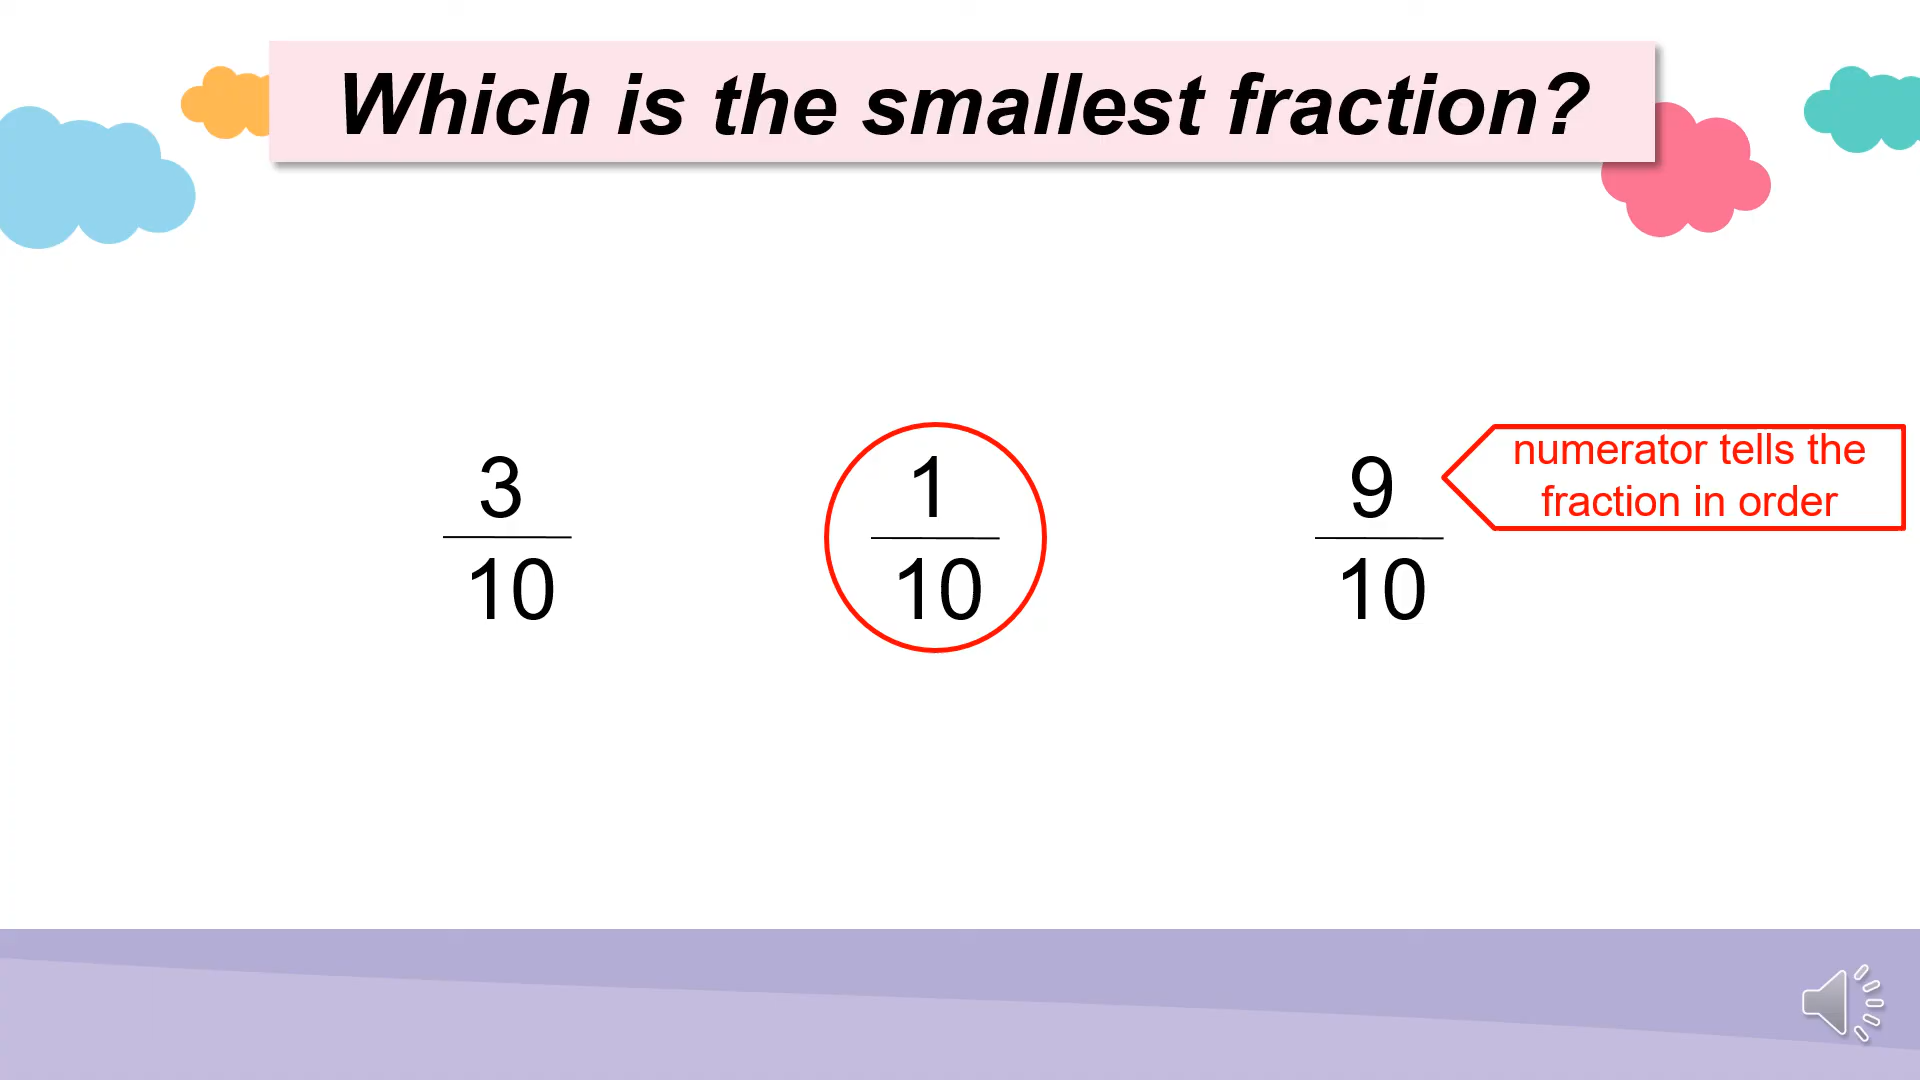 Which is the smallest fraction?
3
10
1
10
9
10
numerator tells the
fraction in order